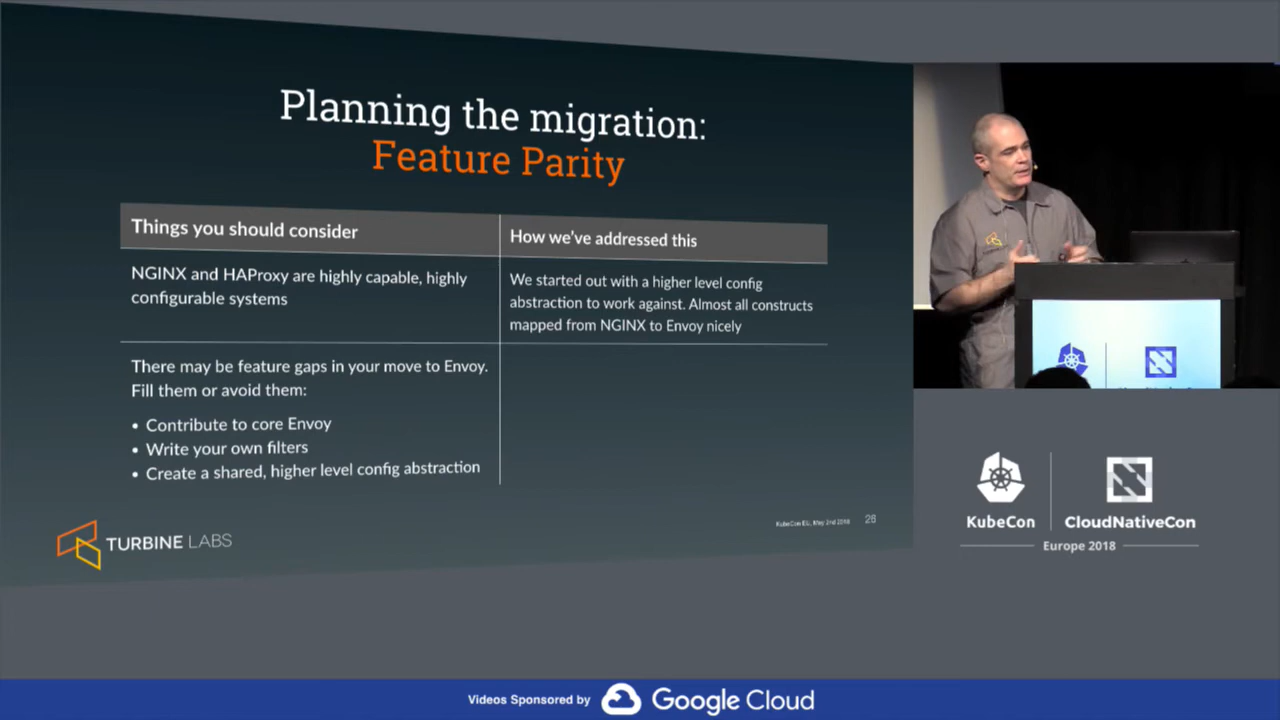 Planning the migration:
Feature Parity
Things you should consider
How we've addressed this
NGINX and HAProxy are highly capable, highly
configurable systems
We started out with a higher level config
abstraction to work against. Almost all constructs
mapped from NGINX to Envoy nicely
There may be feature gaps in your move to Envoy.
Fill them or avoid them:
• Contribute to core Envoy
• Write your own filters
• Create a shared, higher level config abstraction
TURBINE LABS
KubeCon EU, May 2nd 2018
26
KubeCon
CloudNativeCon
Europe 2018
Videos Sponsored by
Google Cloud